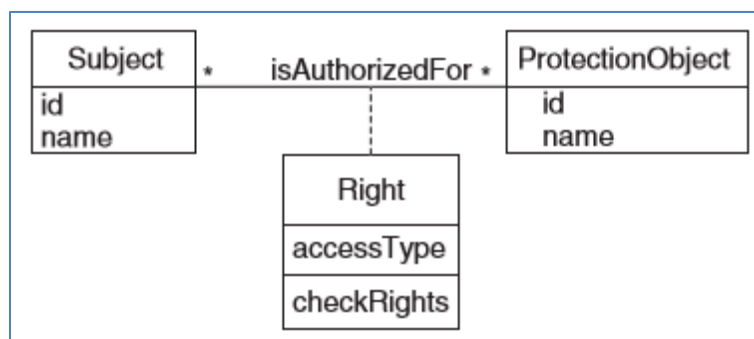 Subject
* isAuthorizedFor *
ProtectionObject
id
name
id
name
Right
accessType
checkRights